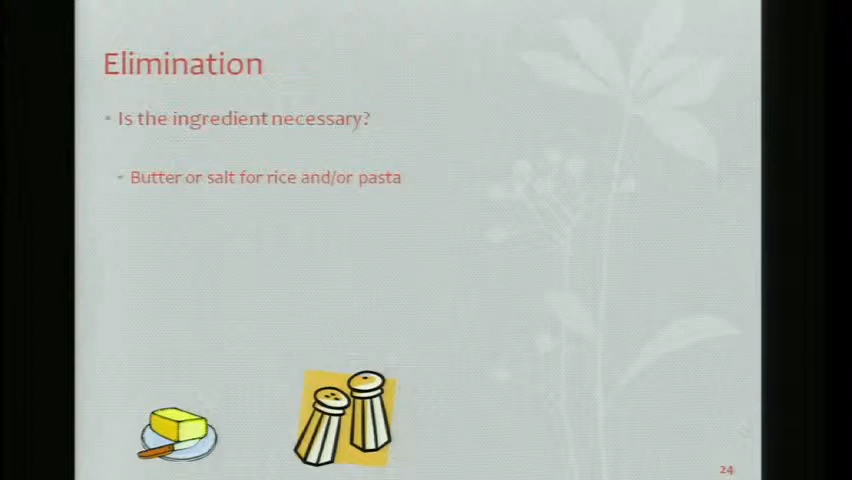 Elimination
• Is the ingredient necessary?
• Butter or salt for rice and/or pasta
24